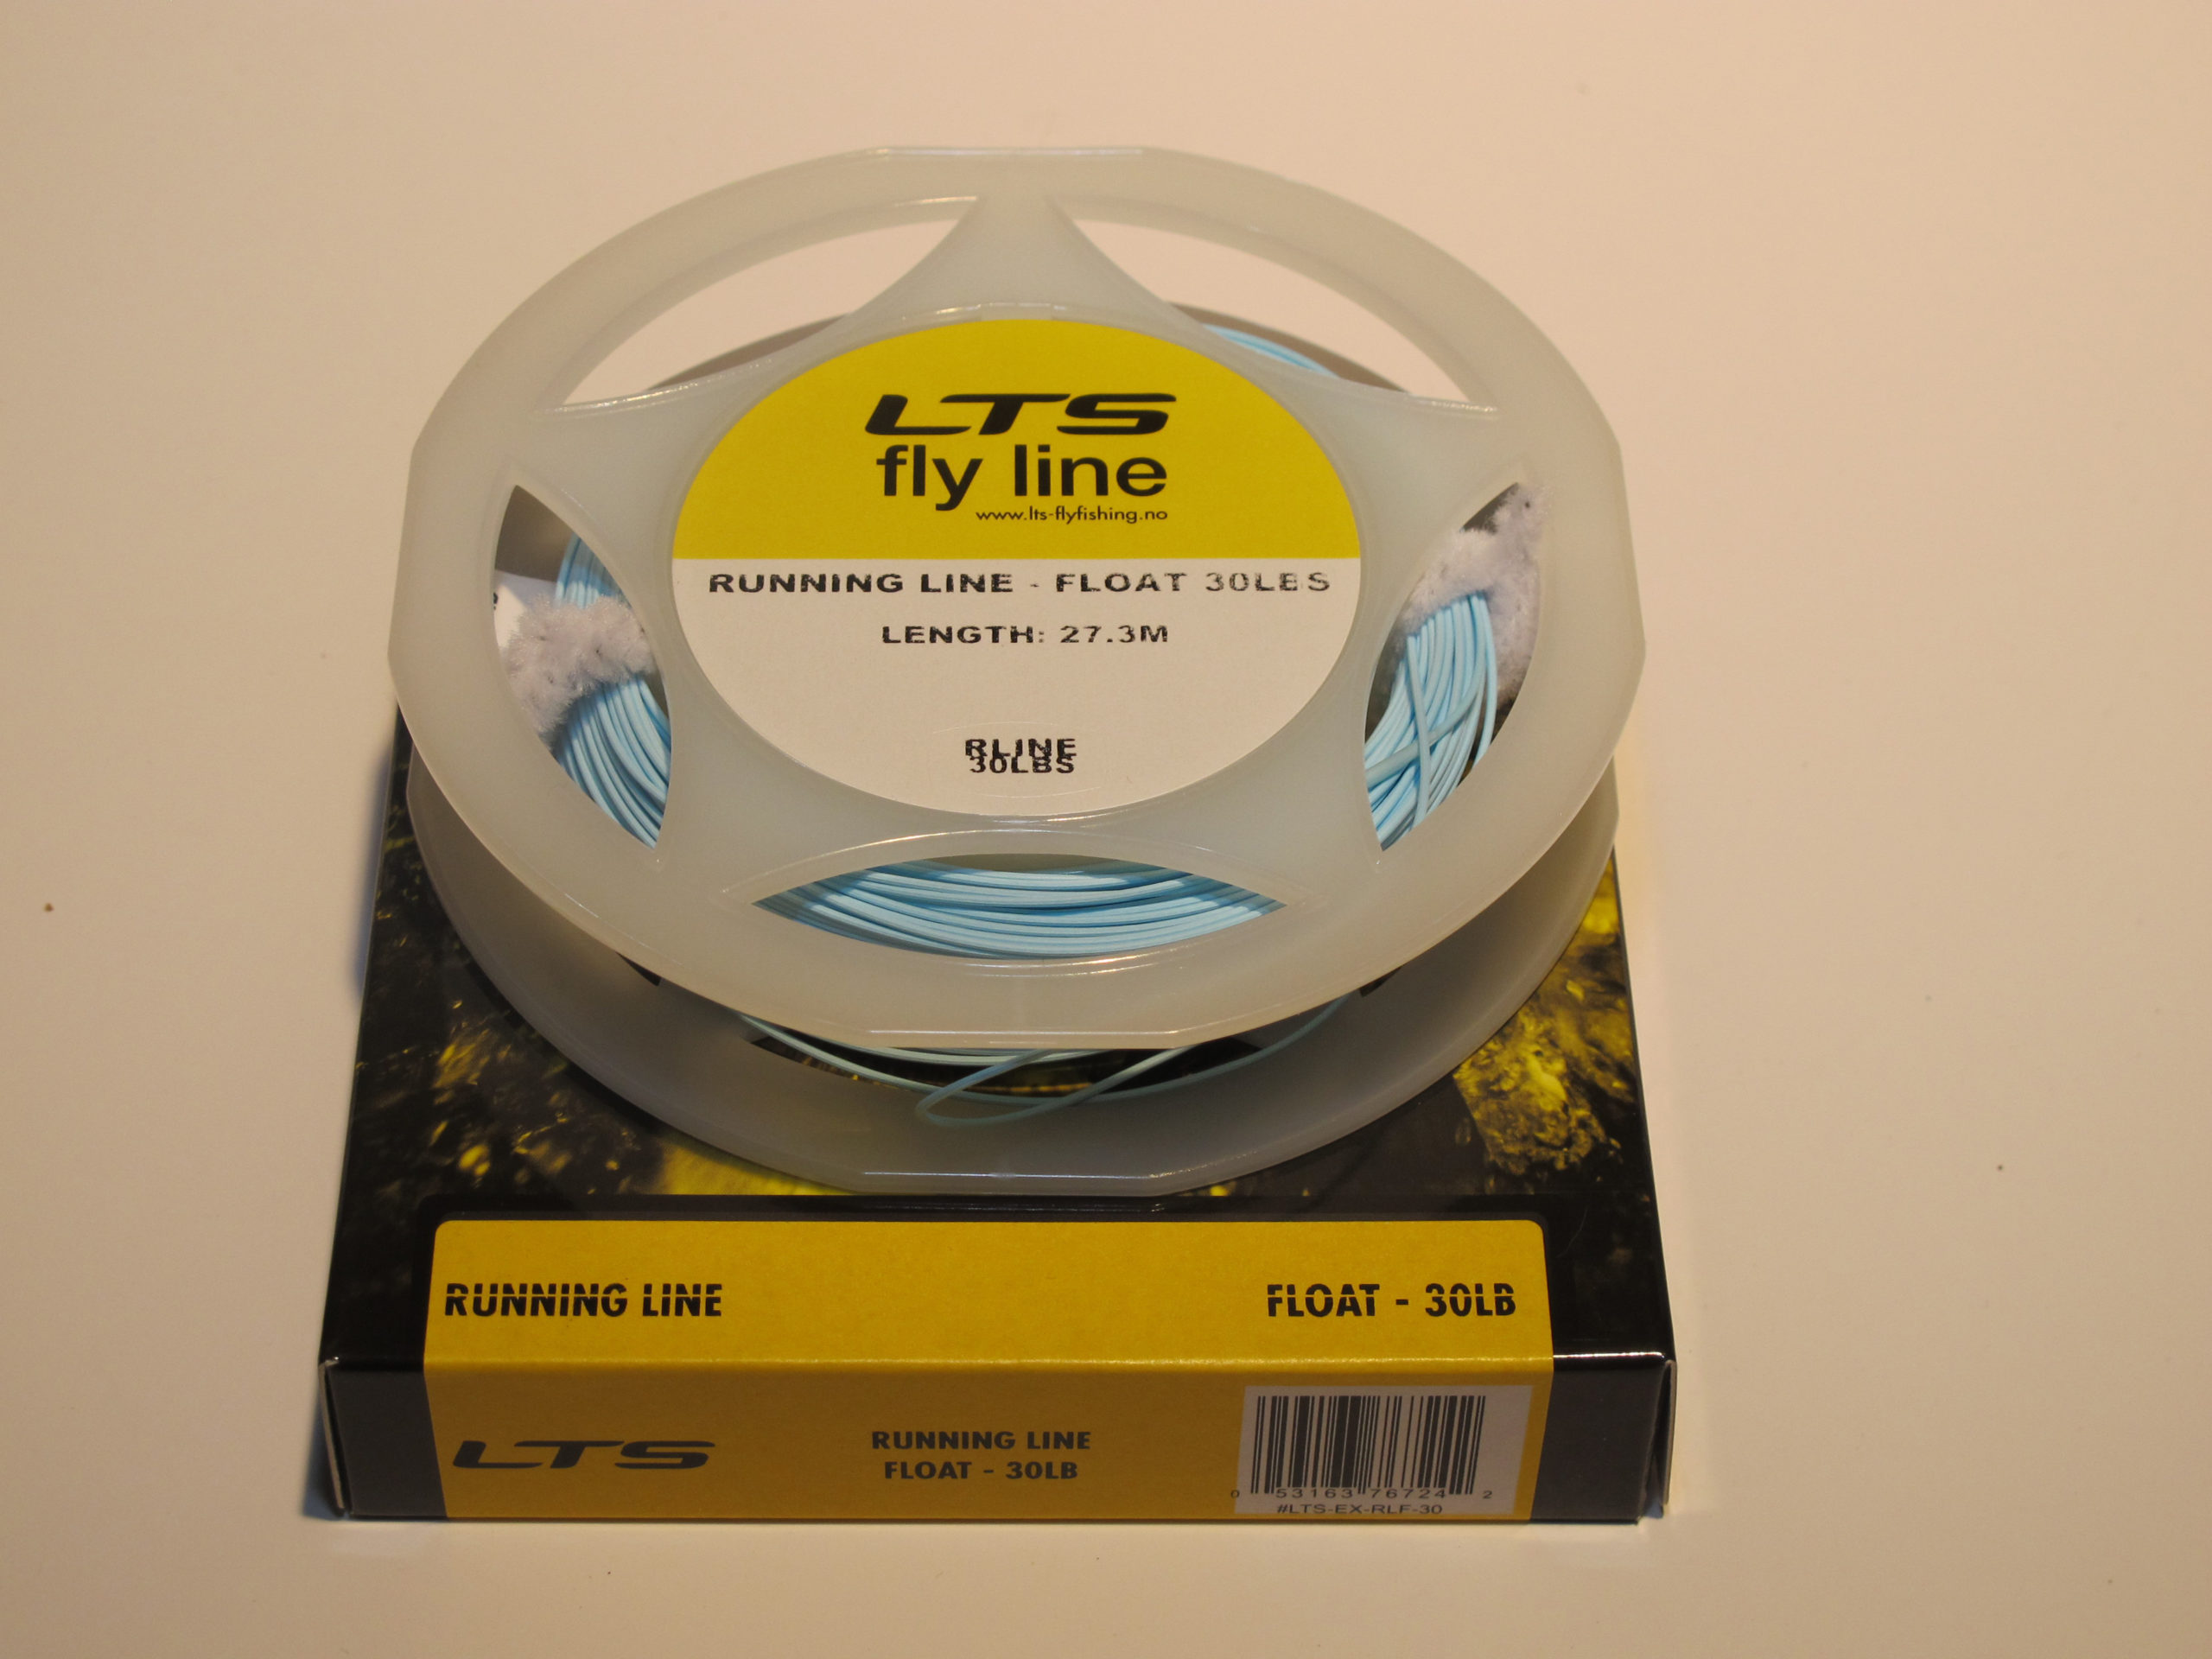 LTS
fly line
www.lts-flyfishing.no
RUNNING LINE - FLOAT 30LBS
LENGTH: 27.3M
RLINE
30LBS
RUNNING LINE FLOAT - 30LB
LTS
RUNNING LINE
FLOAT - 30LB
0 53163 76724 2
#LTS-EX-RLF-30